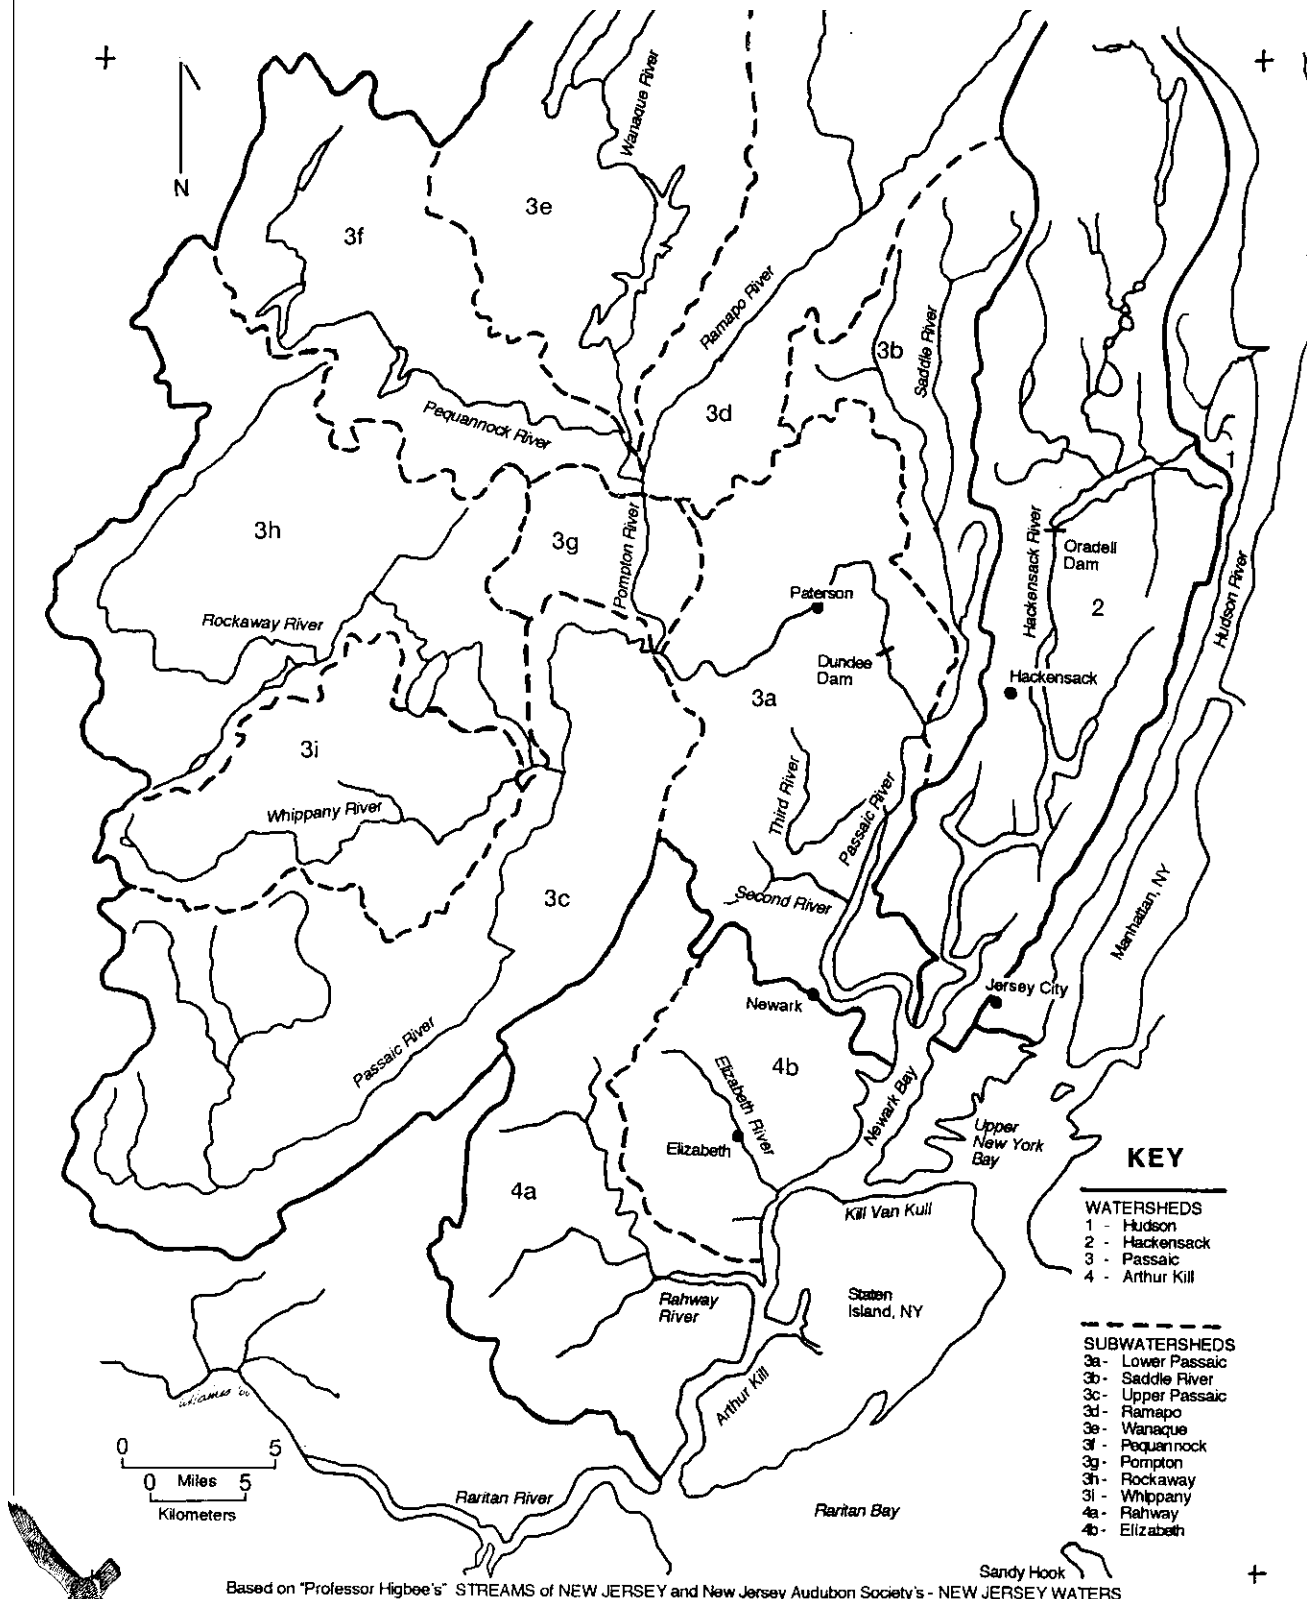 N
Wanaque River
3e
3f
Ramapo River
3b
Saddle River
3d
Pequannock River
1
3h
3g
Pompton River
Hackensack River
Oradell
Dam
2
Hudson River
Paterson
Rockaway River
Dundee
Dam
Hackensack
3a
3i
Third River
Whippany River
Passaic River
Second River
3c
Manhattan, NY
Newark
Jersey City
Passaic River
Elizabeth River
4b
Newark Bay
Elizabeth
Upper
New York
Bay
4a
Kill Van Kull
Rahway
River
Staten
Island, NY
Arthur Kill
0 5
0 Miles 5
Kilometers
Raritan River
Raritan Bay
Sandy Hook
KEY
WATERSHEDS
1 - Hudson
2 - Hackensack
3 - Passaic
4 - Arthur Kill
SUBWATERSHEDS
3a- Lower Passaic
3b- Saddle River
3c- Upper Passaic
3d- Ramapo
3e- Wanaque
3f - Pequannock
3g- Pompton
3h- Rockaway
3i - Whippany
4a- Rahway
4b- Elizabeth
Based on "Professor Higbee's" STREAMS of NEW JERSEY and New Jersey Audubon Society's - NEW JERSEY WATERS